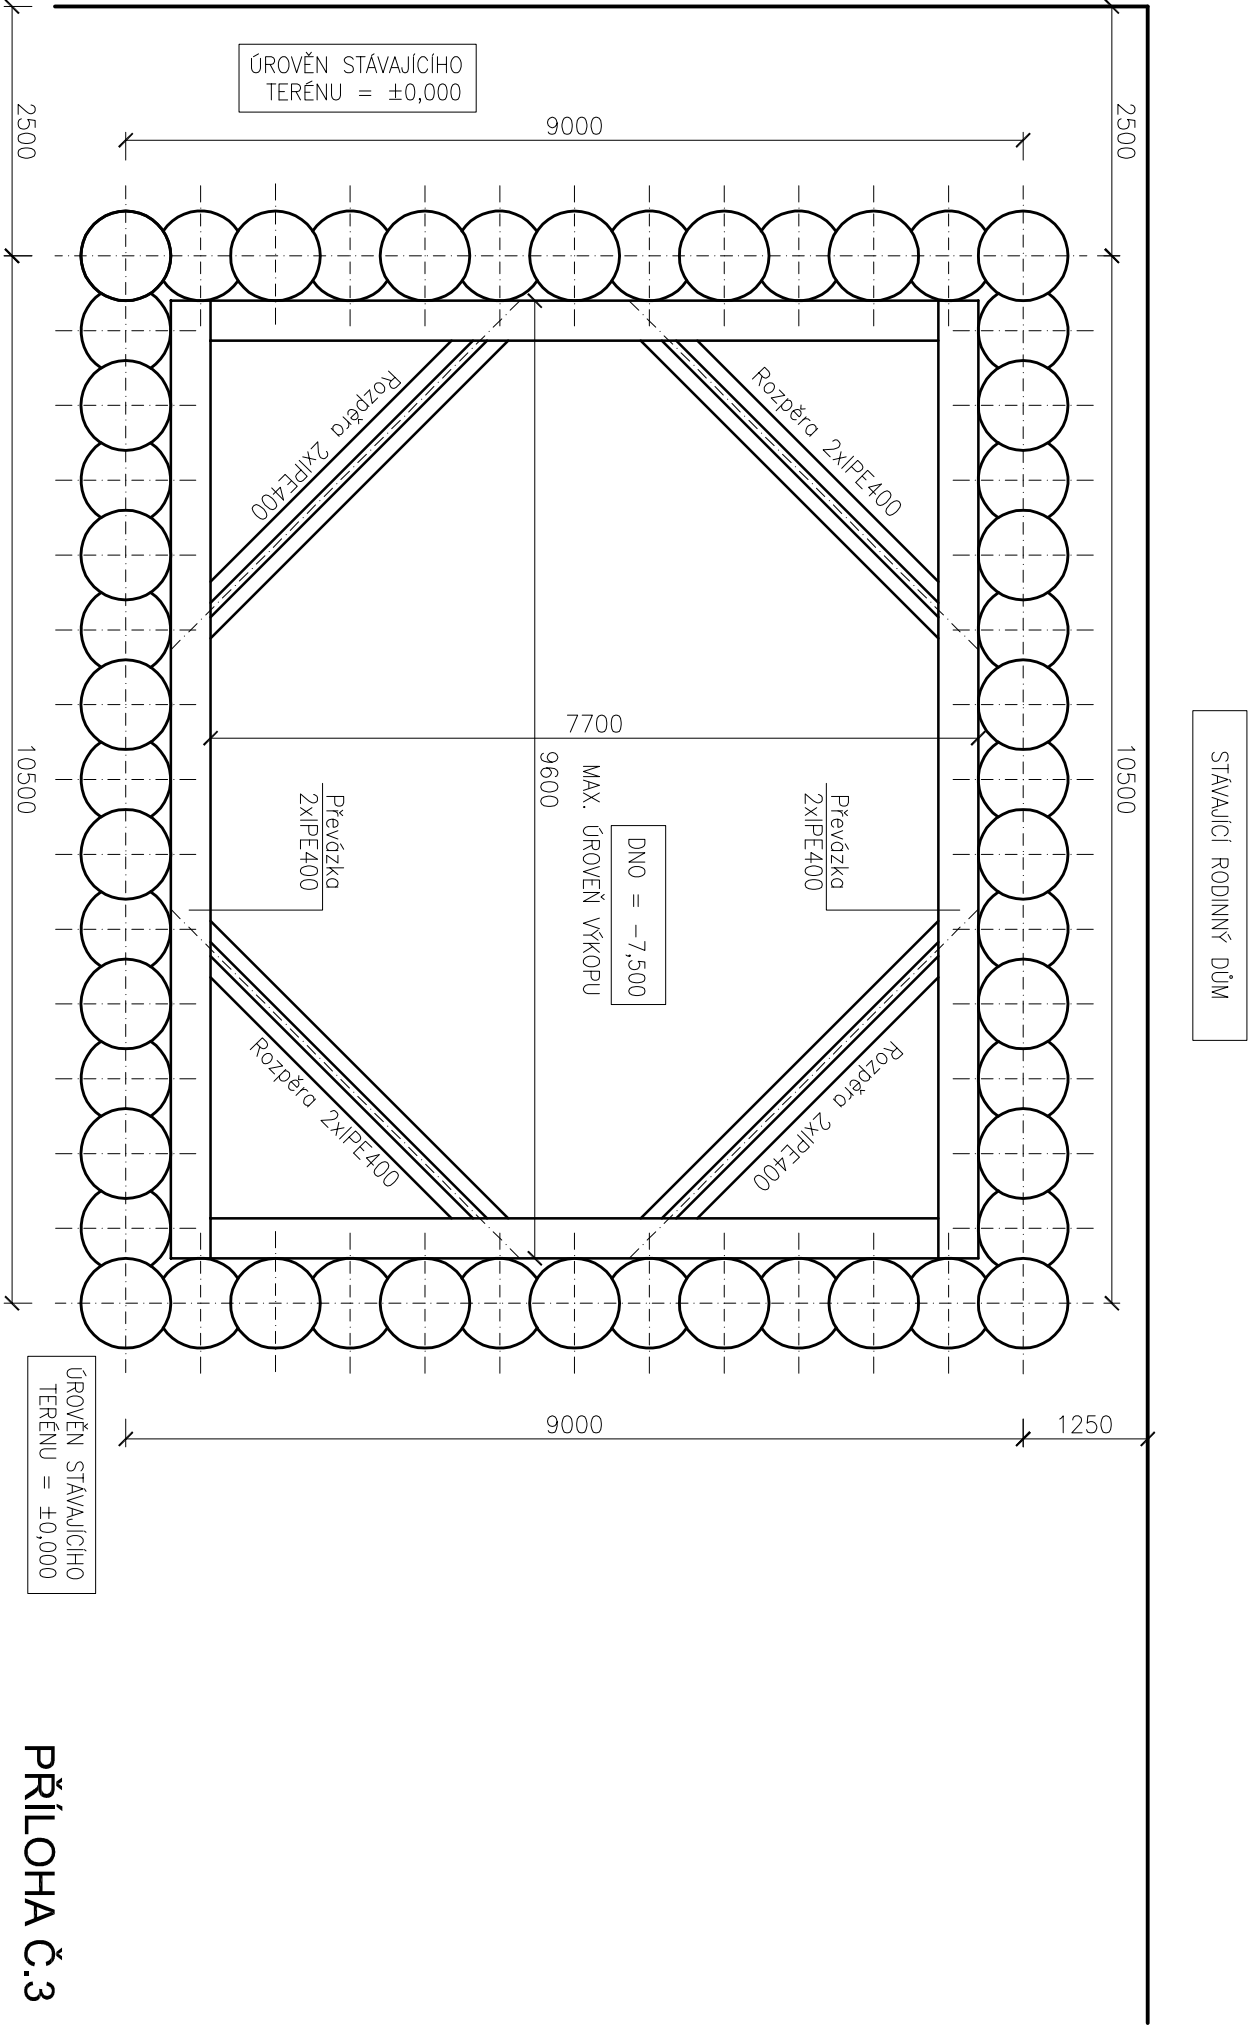 ÚROVĚN STÁVAJÍCÍHO
TERÉNU = ±0,000
2500
9000
2500
Rozpěra 2xIPE400
Rozpěra 2xIPE400
7700
9600
10500
10500
STÁVAJÍCÍ RODINNÝ DŮM
Převázka
2xIPE400
Převázka
2xIPE400
DNO = -7,500
MAX. ÚROVEŇ VÝKOPU
Rozpěra 2xIPE400
Rozpěra 2xIPE400
9000
1250
ÚROVĚN STÁVAJÍCÍHO
TERÉNU = ±0,000
PŘÍLOHA Č.3